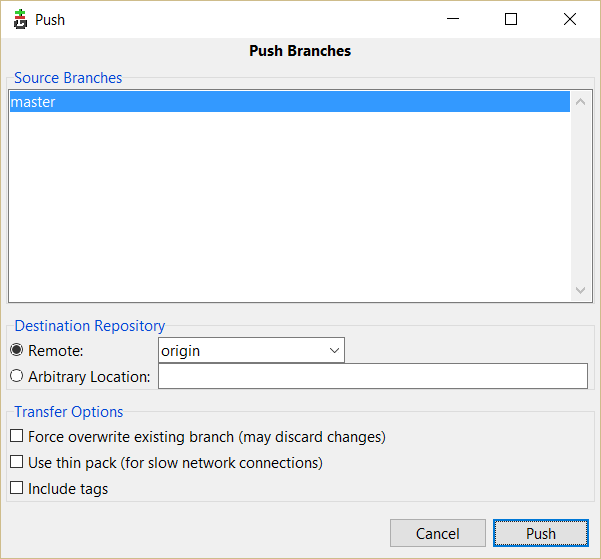 Push
Push Branches
Source Branches
master
Destination Repository
Remote: origin
Arbitrary Location:
Transfer Options
Force overwrite existing branch (may discard changes)
Use thin pack (for slow network connections)
Include tags
Cancel Push